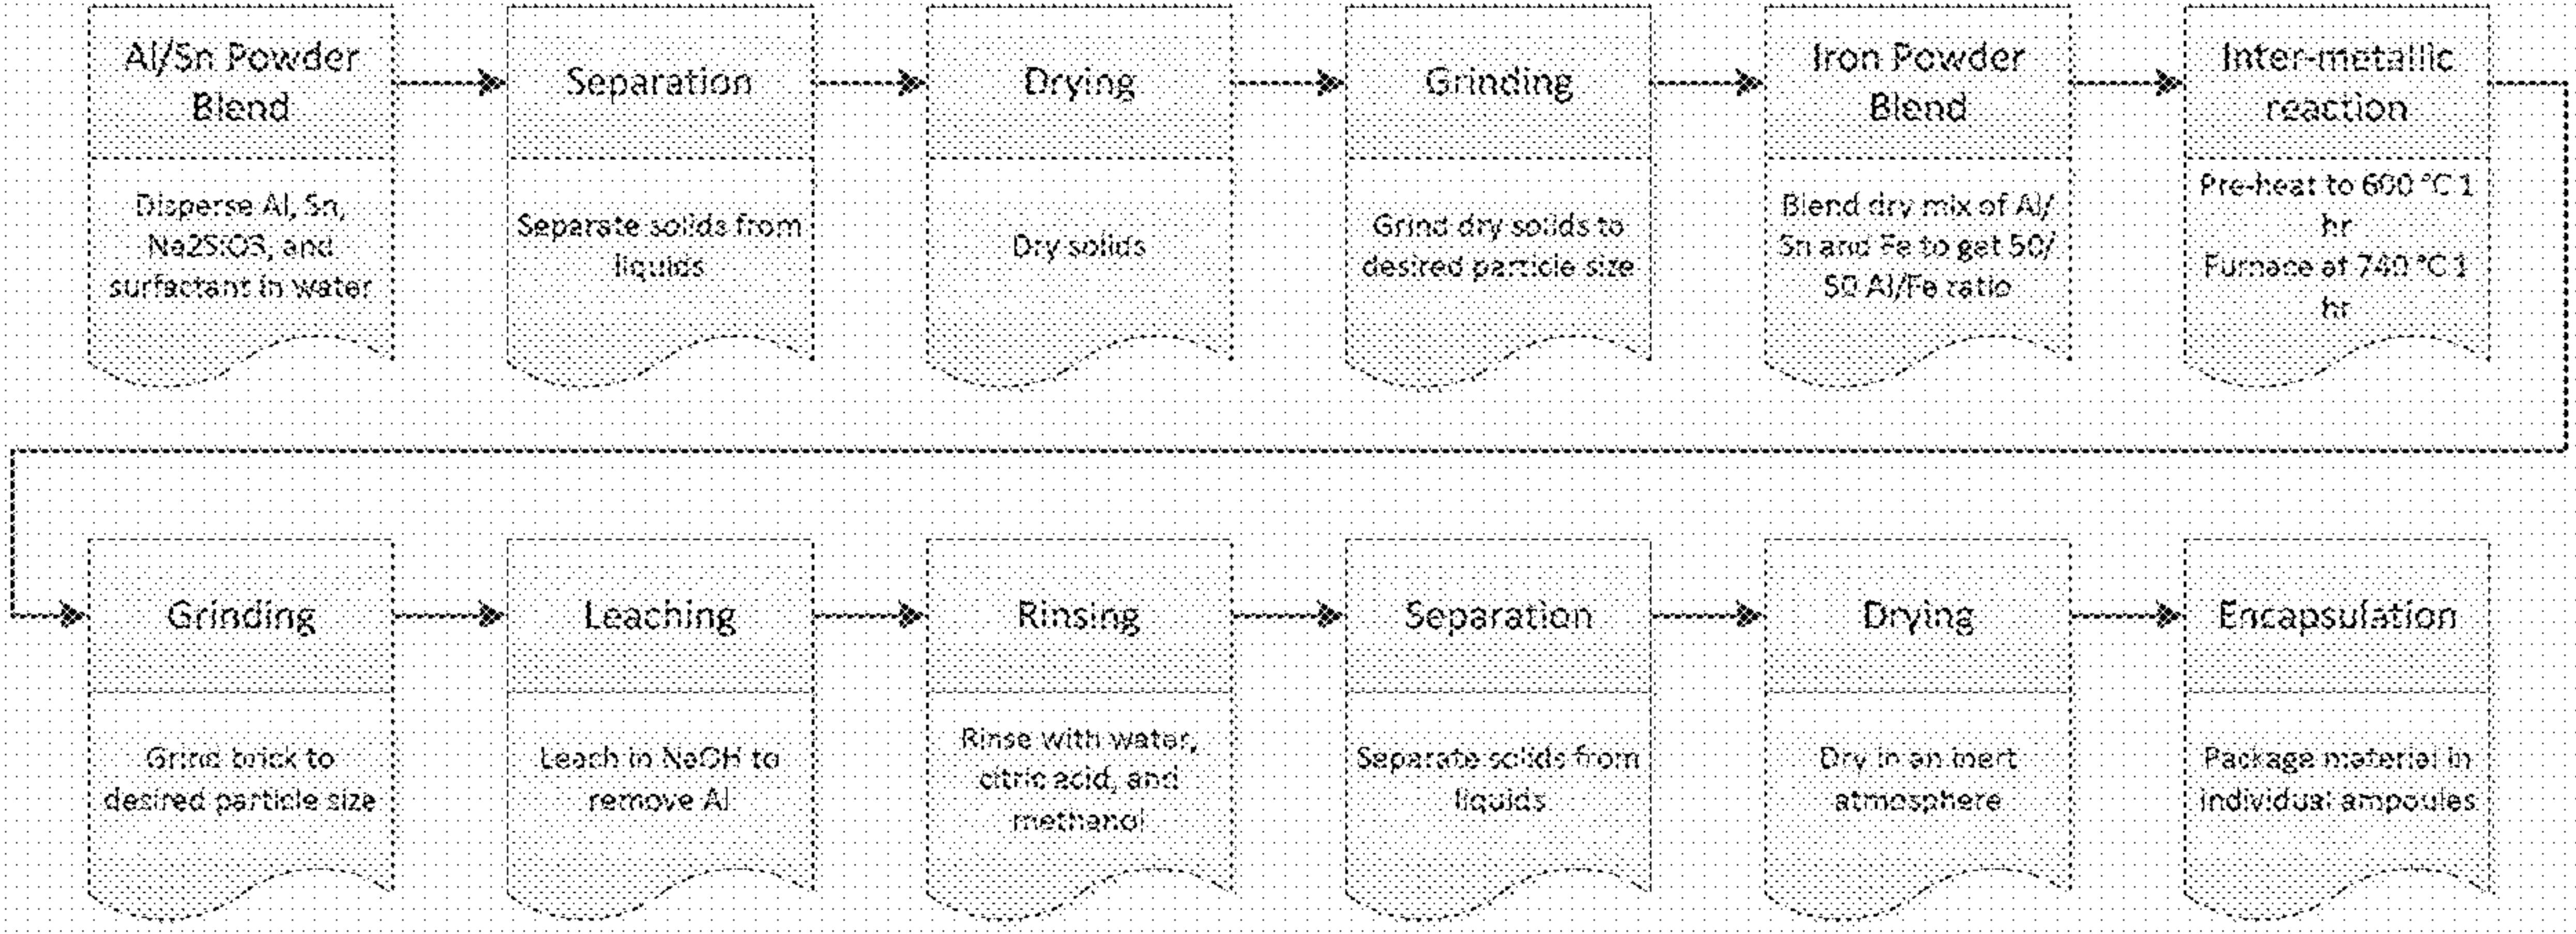 Al/Sn Powder
Blend
Separation
Drying
Grinding
Iron Powder
Blend
Inter-metallic
reaction
Disperse Al, Sn,
Na2SiO3, and
surfactant in water
Separate solids from
liquids
Dry solids
Grind dry solids to
desired particle size
Blend dry mix of Al/
Sn and Fe to get 50/
50 Al/Fe ratio
Pre-heat to 600 °C 1
hr
Furnace at 740 °C 1
hr
Grinding
Leaching
Rinsing
Separation
Drying
Encapsulation
Grind brick to
desired particle size
Leach in NaOH to
remove Al
Rinse with water,
citric acid, and
methanol
Separate solids from
liquids
Dry in an inert
atmosphere
Package material in
individual ampoules